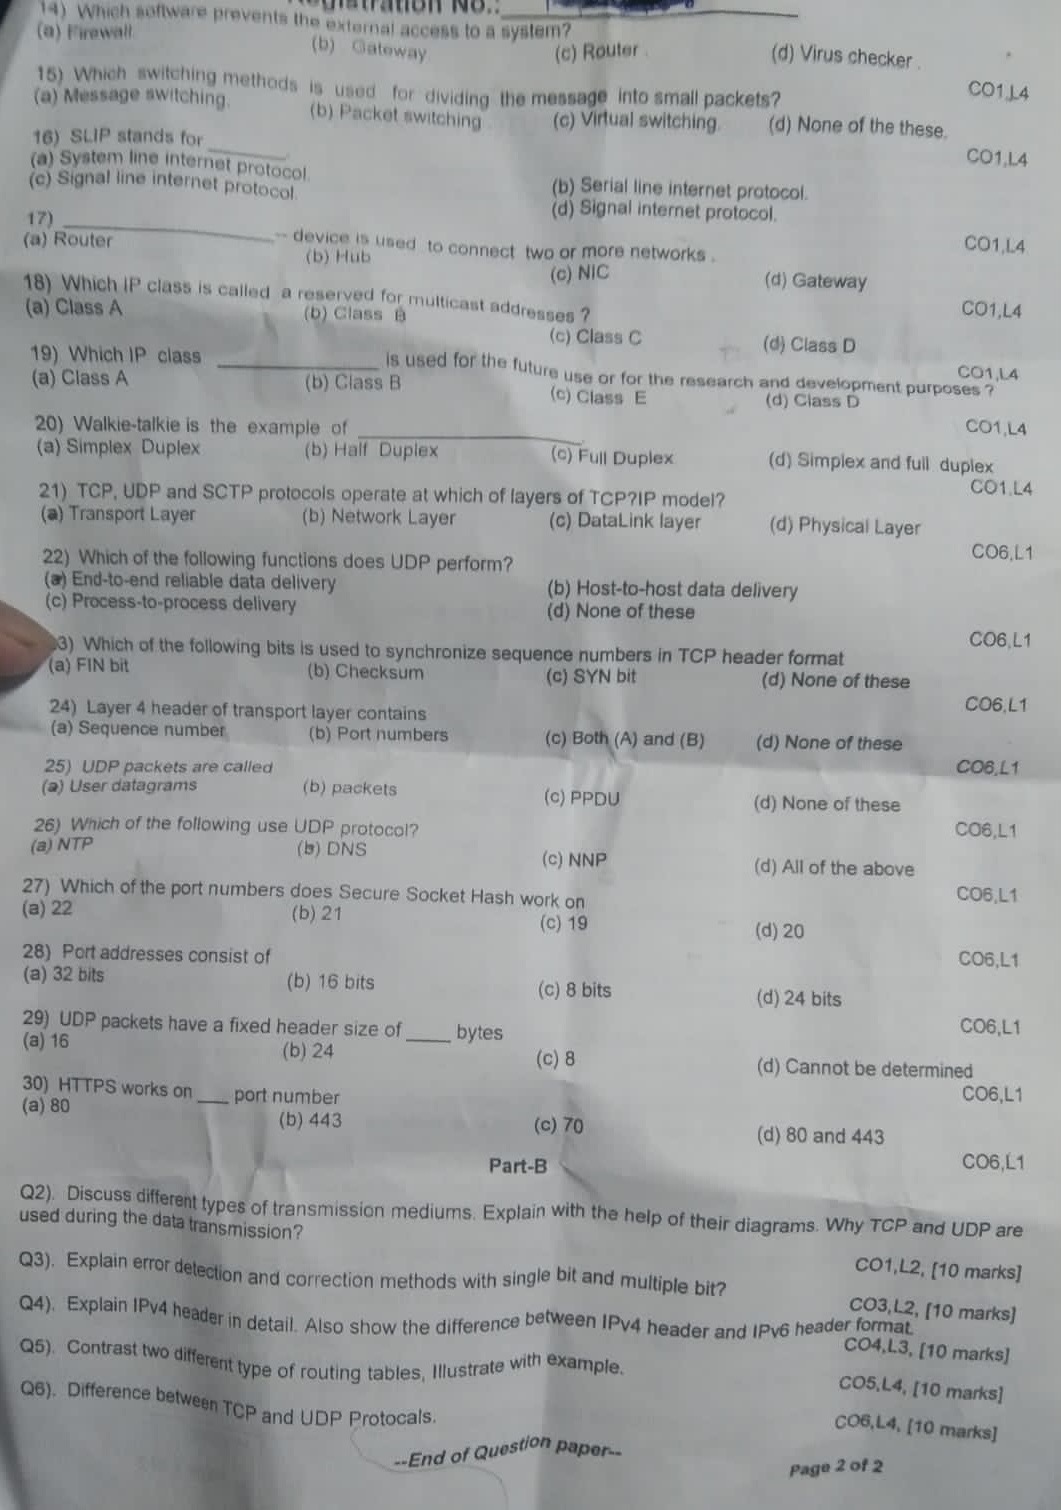 Registration No.:
14) Which software prevents the external access to a system?
(a) Firewall (b) Gateway (c) Router . (d) Virus checker .
CO1,L4
15) Which switching methods is used for dividing the message into small packets?
(a) Message switching. (b) Packet switching (c) Virtual switching. (d) None of the these.
CO1,L4
16) SLIP stands for ________.
(a) System line internet protocol.
(b) Serial line internet protocol.
(c) Signal line internet protocol.
(d) Signal internet protocol.
CO1,L4
17) ____________________ -- device is used to connect two or more networks .
(a) Router (b) Hub (c) NIC (d) Gateway
CO1,L4
18) Which IP class is called a reserved for multicast addresses ?
(a) Class A (b) Class B (c) Class C (d) Class D
CO1,L4
19) Which IP class ________________ is used for the future use or for the research and development purposes ?
(a) Class A (b) Class B (c) Class E (d) Class D
CO1,L4
20) Walkie-talkie is the example of ______________________.
(a) Simplex Duplex (b) Half Duplex (c) Full Duplex (d) Simplex and full duplex
CO1,L4
21) TCP, UDP and SCTP protocols operate at which of layers of TCP?IP model?
(a) Transport Layer (b) Network Layer (c) DataLink layer (d) Physical Layer
CO6,L1
22) Which of the following functions does UDP perform?
(a) End-to-end reliable data delivery (b) Host-to-host data delivery
(c) Process-to-process delivery (d) None of these
CO6,L1
3) Which of the following bits is used to synchronize sequence numbers in TCP header format
(a) FIN bit (b) Checksum (c) SYN bit (d) None of these
CO6,L1
24) Layer 4 header of transport layer contains
(a) Sequence number (b) Port numbers (c) Both (A) and (B) (d) None of these
CO6,L1
25) UDP packets are called
(a) User datagrams (b) packets (c) PPDU (d) None of these
CO6,L1
26) Which of the following use UDP protocol?
(a) NTP (b) DNS (c) NNP (d) All of the above
CO6,L1
27) Which of the port numbers does Secure Socket Hash work on
(a) 22 (b) 21 (c) 19 (d) 20
CO6,L1
28) Port addresses consist of
(a) 32 bits (b) 16 bits (c) 8 bits (d) 24 bits
CO6,L1
29) UDP packets have a fixed header size of _____ bytes
(a) 16 (b) 24 (c) 8 (d) Cannot be determined
CO6,L1
30) HTTPS works on ____ port number
(a) 80 (b) 443 (c) 70 (d) 80 and 443
CO6,L1
Part-B
Q2). Discuss different types of transmission mediums. Explain with the help of their diagrams. Why TCP and UDP are
used during the data transmission?
CO1,L2, [10 marks]
Q3). Explain error detection and correction methods with single bit and multiple bit?
CO3,L2, [10 marks]
Q4). Explain IPv4 header in detail. Also show the difference between IPv4 header and IPv6 header format.
CO4,L3, [10 marks]
Q5). Contrast two different type of routing tables, Illustrate with example.
CO5,L4, [10 marks]
Q6). Difference between TCP and UDP Protocals.
CO6,L4, [10 marks]
--End of Question paper--
Page 2 of 2